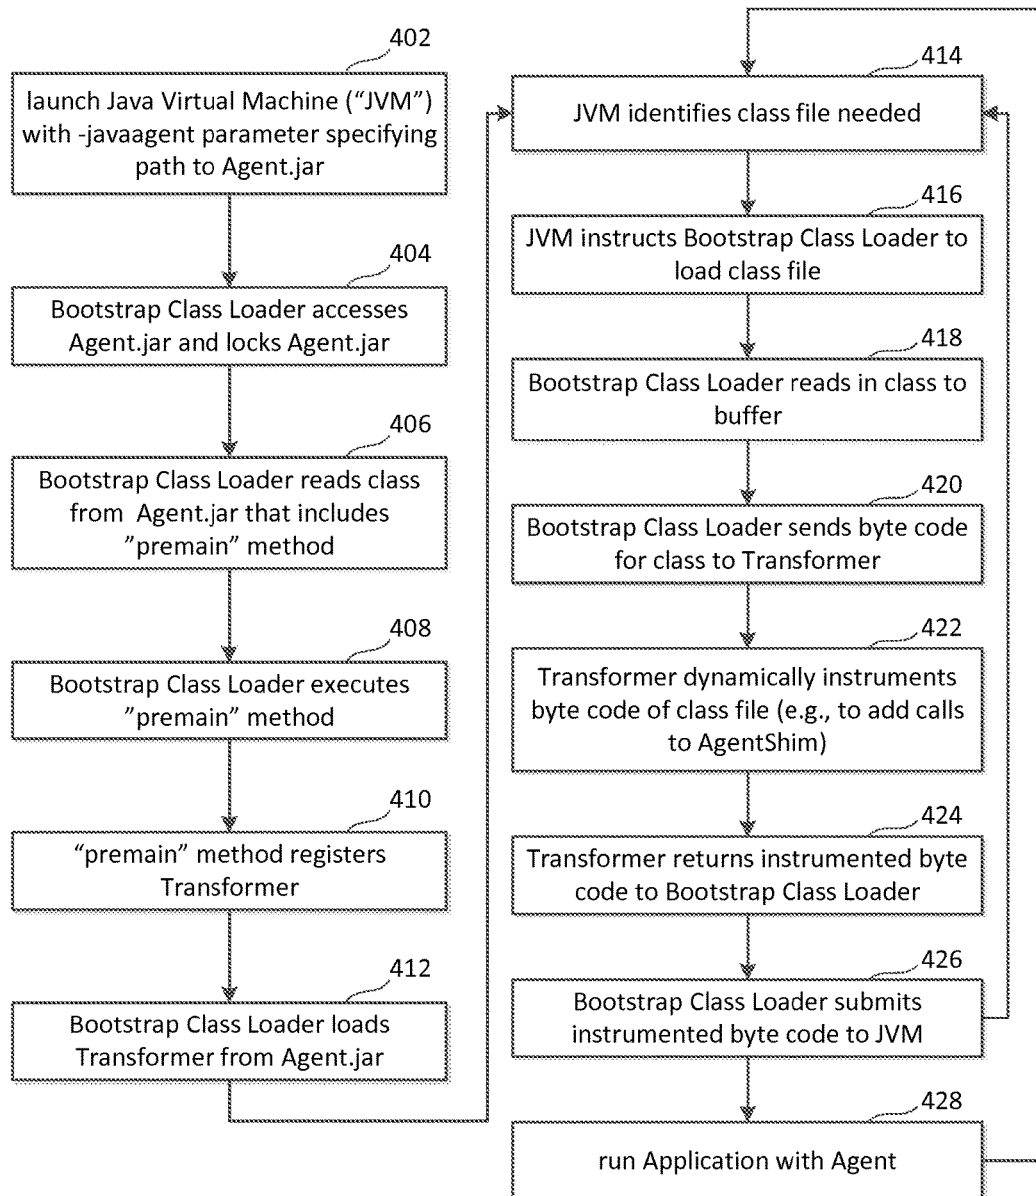 402
launch Java Virtual Machine (“JVM”)
with -javaagent parameter specifying
path to Agent.jar
404
Bootstrap Class Loader accesses
Agent.jar and locks Agent.jar
406
Bootstrap Class Loader reads class
from Agent.jar that includes
”premain” method
408
Bootstrap Class Loader executes
”premain” method
410
“premain” method registers
Transformer
412
Bootstrap Class Loader loads
Transformer from Agent.jar
414
JVM identifies class file needed
416
JVM instructs Bootstrap Class Loader to
load class file
418
Bootstrap Class Loader reads in class to
buffer
420
Bootstrap Class Loader sends byte code
for class to Transformer
422
Transformer dynamically instruments
byte code of class file (e.g., to add calls
to AgentShim)
424
Transformer returns instrumented byte
code to Bootstrap Class Loader
426
Bootstrap Class Loader submits
instrumented byte code to JVM
428
run Application with Agent